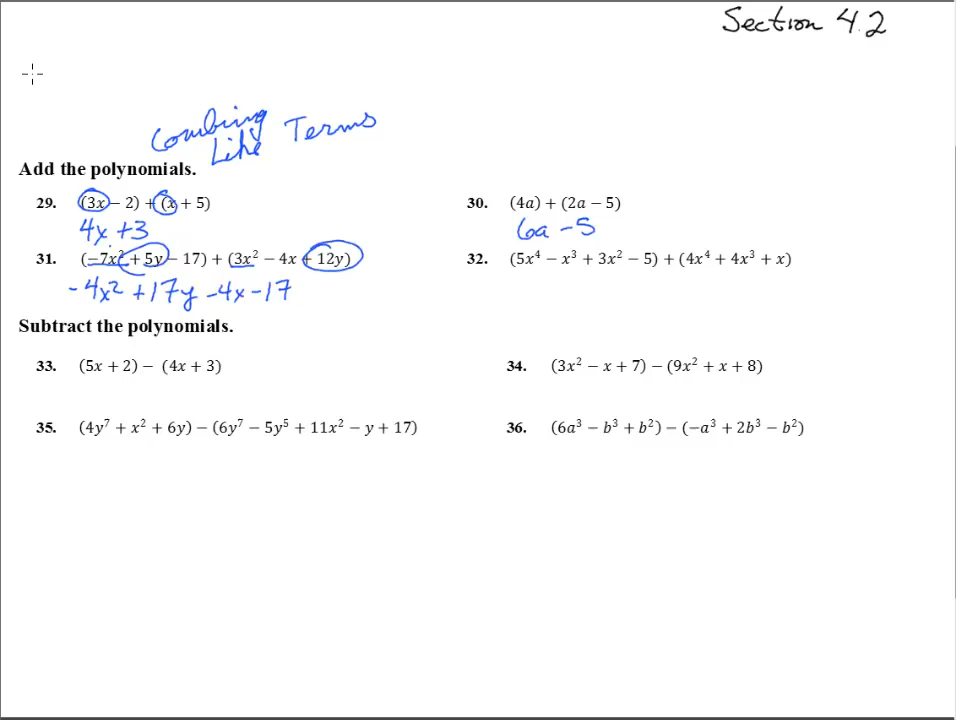 Section 4.2
Combing Terms
Like
Add the polynomials.
29. (3x − 2) + (x + 5) 30. (4a) + (2a − 5)
4x +3 6a −5
31. (−7x² + 5y − 17) + (3x² − 4x + 12y) 32. (5x⁴ − x³ + 3x² − 5) + (4x⁴ + 4x³ + x)
-4x² +17y -4x -17
Subtract the polynomials.
33. (5x + 2) − (4x + 3) 34. (3x² − x + 7) − (9x² + x + 8)
35. (4y⁷ + x² + 6y) − (6y⁷ − 5y⁵ + 11x² − y + 17) 36. (6a³ − b³ + b²) − (−a³ + 2b³ − b²)